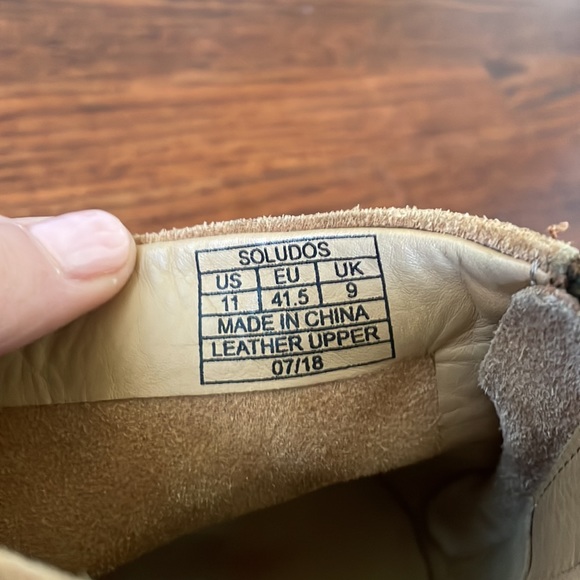 SOLUDOS
US EU UK
11 41.5 9
MADE IN CHINA
LEATHER UPPER
07/18